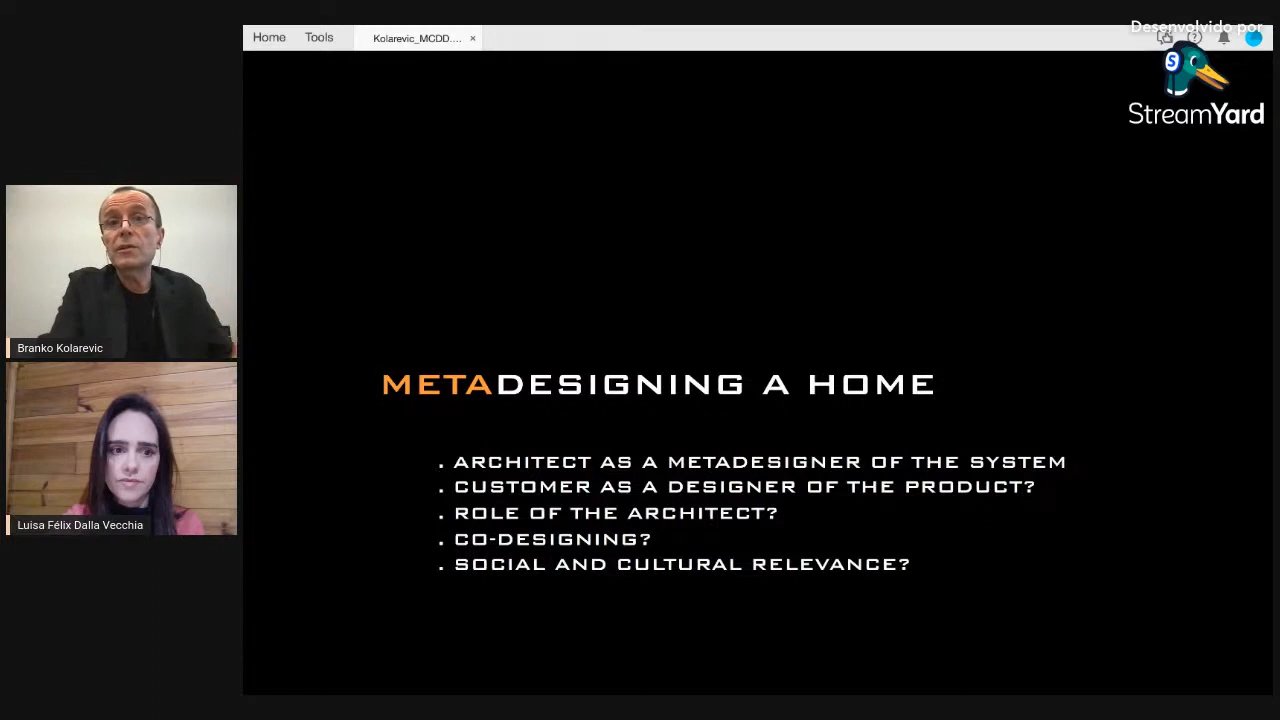 Home Tools Kolarevic_MCDD.... ×
Desenvolvido por
StreamYard
Branko Kolarevic
Luisa Félix Dalla Vecchia
METADESIGNING A HOME
. ARCHITECT AS A METADESIGNER OF THE SYSTEM
. CUSTOMER AS A DESIGNER OF THE PRODUCT?
. ROLE OF THE ARCHITECT?
. CO-DESIGNING?
. SOCIAL AND CULTURAL RELEVANCE?